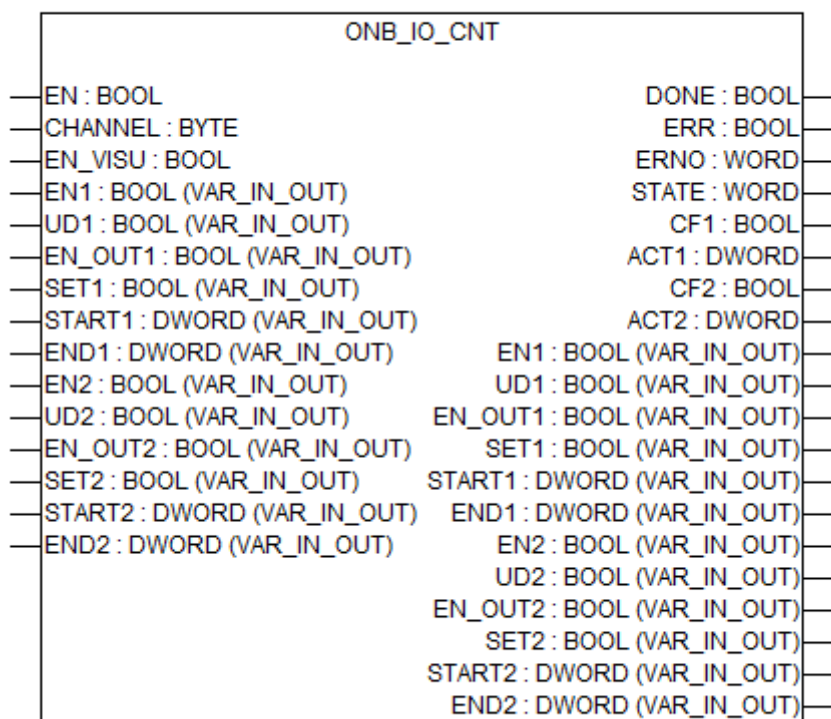 ONB_IO_CNT
EN : BOOL DONE : BOOL
CHANNEL : BYTE ERR : BOOL
EN_VISU : BOOL ERNO : WORD
EN1 : BOOL (VAR_IN_OUT) STATE : WORD
UD1 : BOOL (VAR_IN_OUT) CF1 : BOOL
EN_OUT1 : BOOL (VAR_IN_OUT) ACT1 : DWORD
SET1 : BOOL (VAR_IN_OUT) CF2 : BOOL
START1 : DWORD (VAR_IN_OUT) ACT2 : DWORD
END1 : DWORD (VAR_IN_OUT) EN1 : BOOL (VAR_IN_OUT)
EN2 : BOOL (VAR_IN_OUT) UD1 : BOOL (VAR_IN_OUT)
UD2 : BOOL (VAR_IN_OUT) EN_OUT1 : BOOL (VAR_IN_OUT)
EN_OUT2 : BOOL (VAR_IN_OUT) SET1 : BOOL (VAR_IN_OUT)
SET2 : BOOL (VAR_IN_OUT) START1 : DWORD (VAR_IN_OUT)
START2 : DWORD (VAR_IN_OUT) END1 : DWORD (VAR_IN_OUT)
END2 : DWORD (VAR_IN_OUT) EN2 : BOOL (VAR_IN_OUT)
UD2 : BOOL (VAR_IN_OUT)
EN_OUT2 : BOOL (VAR_IN_OUT)
SET2 : BOOL (VAR_IN_OUT)
START2 : DWORD (VAR_IN_OUT)
END2 : DWORD (VAR_IN_OUT)